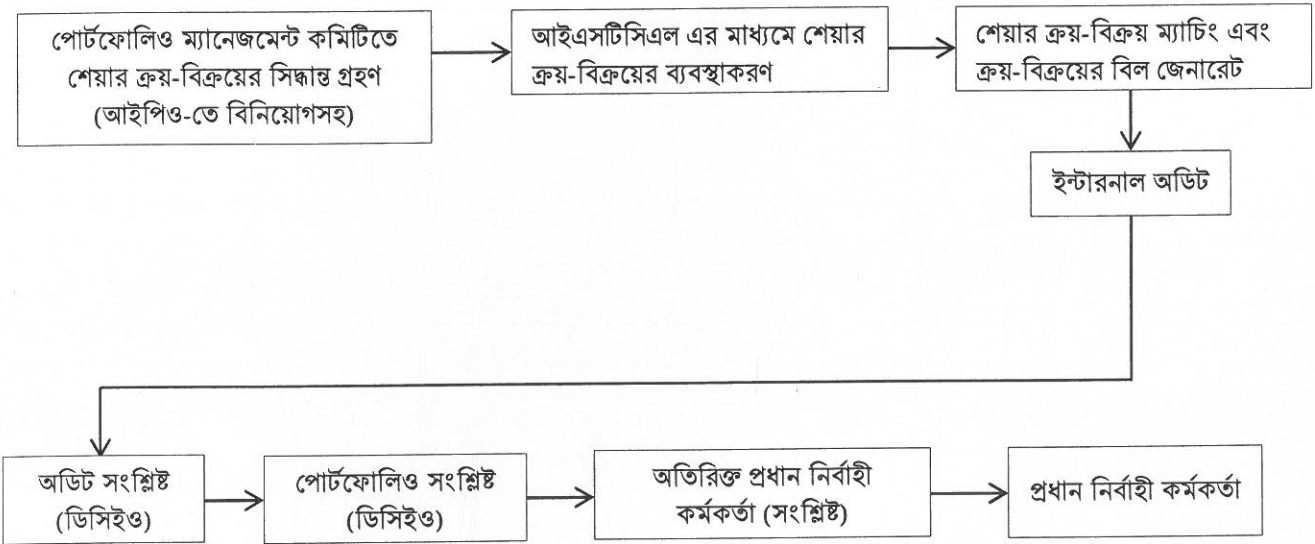 পোর্টফোলিও ম্যানেজমেন্ট কমিটিতে
শেয়ার ক্রয়-বিক্রয়ের সিদ্ধান্ত গ্রহণ
(আইপিও-তে বিনিয়োগসহ)
আইএসটিসিএল এর মাধ্যমে শেয়ার
ক্রয়-বিক্রয়ের ব্যবস্থাকরণ
শেয়ার ক্রয়-বিক্রয় ম্যাচিং এবং
ক্রয়-বিক্রয়ের বিল জেনারেট
ইন্টারনাল অডিট
অডিট সংশ্লিষ্ট
(ডিসিইও)
পোর্টফোলিও সংশ্লিষ্ট
(ডিসিইও)
অতিরিক্ত প্রধান নির্বাহী
কর্মকর্তা (সংশ্লিষ্ট)
প্রধান নির্বাহী কর্মকর্তা